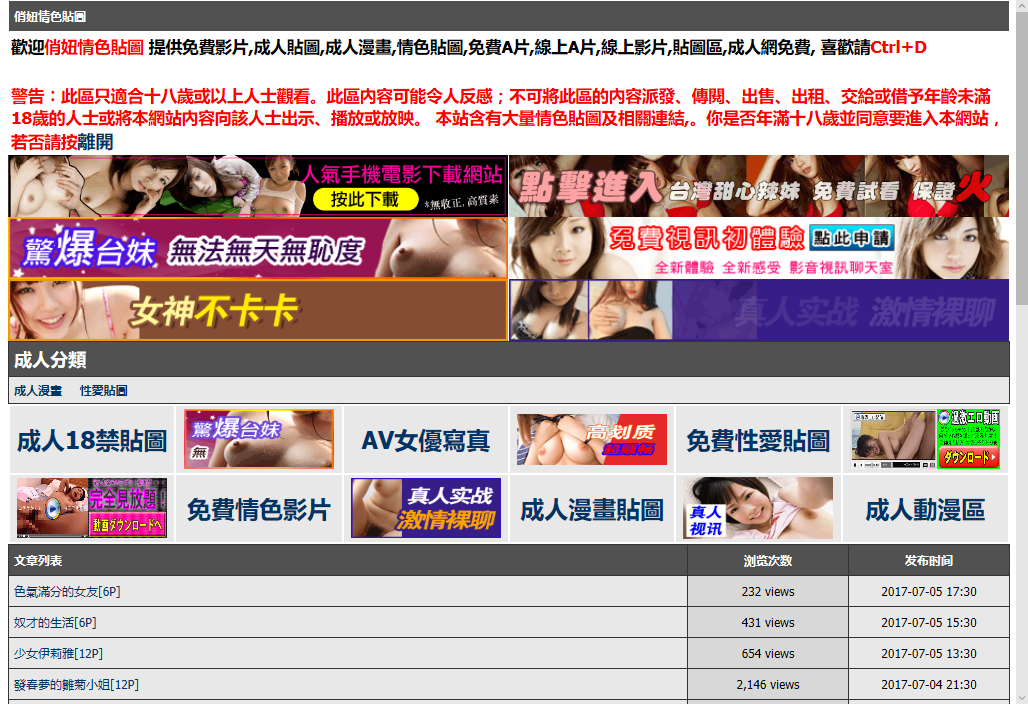 俏妞情色貼圖
歡迎俏妞情色貼圖 提供免費影片,成人貼圖,成人漫畫,情色貼圖,免費A片,線上A片,線上影片,貼圖區,成人網免費, 喜歡請Ctrl+D
警告：此區只適合十八歲或以上人士觀看。此區內容可能令人反感；不可將此區的內容派發、傳閱、出售、出租、交給或借予年齡未滿
18歲的人士或將本網站內容向該人士出示、播放或放映。 本站含有大量情色貼圖及相關連結,。你是否年滿十八歲並同意要進入本網站，
若否請按離開
人氣手機電影下載網站
按此下載 *無收正, 高質素
點擊進入 台灣甜心辣妹 免費試看 保證火
驚爆台妹 無法無天無恥度
免費視訊初體驗 點此申請
全新體驗 全新感受 影音視訊聊天室
女神不卡卡
真人实战 激情裸聊
成人分類
成人漫畫 性愛貼圖
成人18禁貼圖
驚爆台妹
無
AV女優寫真
高划质
超順暢
免費性愛貼圖
過激エロ動画
ダウンロード
完全見放題!
動画ダウンロードへ
免費情色影片
真人实战
激情裸聊
成人漫畫貼圖
真人
视讯
成人動漫區
文章列表 浏览次数 发布时间
色氣滿分的女友[6P] 232 views 2017-07-05 17:30
奴才的生活[6P] 431 views 2017-07-05 15:30
少女伊莉雅[12P] 654 views 2017-07-05 13:30
發春夢的雛菊小姐[12P] 2,146 views 2017-07-04 21:30